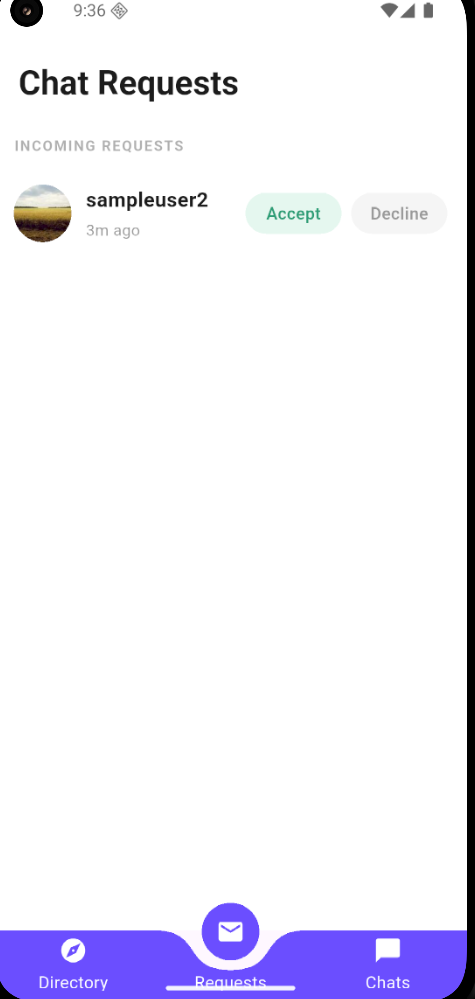 9:36
Chat Requests
INCOMING REQUESTS
sampleuser2
3m ago
Accept
Decline
Directory
Requests
Chats